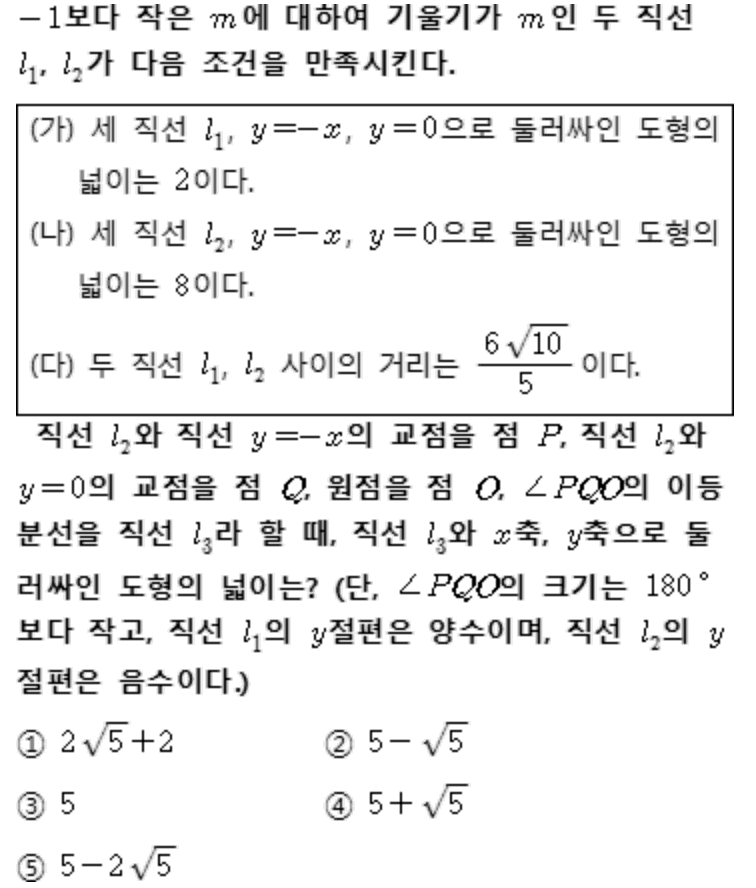 −1보다 작은 m에 대하여 기울기가 m인 두 직선
l₁, l₂가 다음 조건을 만족시킨다.
(가) 세 직선 l₁, y=−x, y=0으로 둘러싸인 도형의
넓이는 2이다.
(나) 세 직선 l₂, y=−x, y=0으로 둘러싸인 도형의
넓이는 8이다.
(다) 두 직선 l₁, l₂ 사이의 거리는 6√10/5 이다.
직선 l₂와 직선 y=−x의 교점을 점 P, 직선 l₂와
y=0의 교점을 점 Q, 원점을 점 O, ∠PQO의 이등
분선을 직선 l₃라 할 때, 직선 l₃와 x축, y축으로 둘
러싸인 도형의 넓이는? (단, ∠PQO의 크기는 180°
보다 작고, 직선 l₁의 y절편은 양수이며, 직선 l₂의 y
절편은 음수이다.)
① 2√5+2 ② 5−√5
③ 5 ④ 5+√5
⑤ 5−2√5